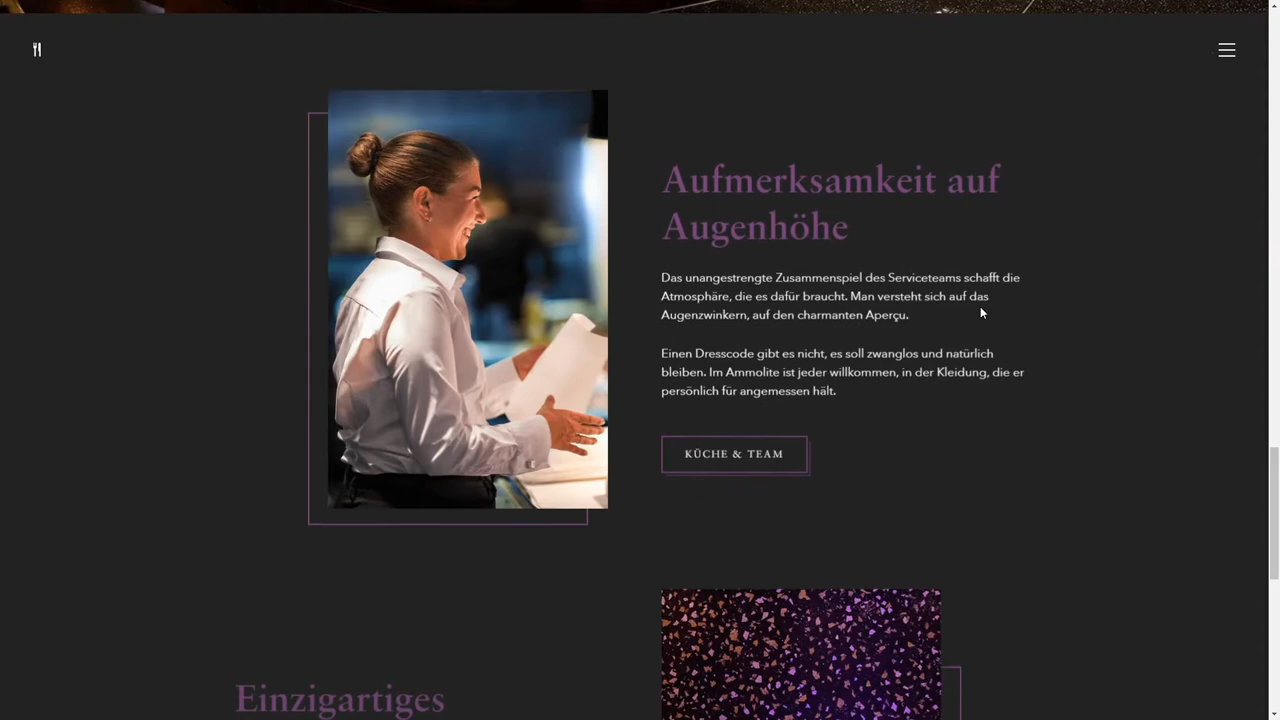 Aufmerksamkeit auf
Augenhöhe
Das unangestrengte Zusammenspiel des Serviceteams schafft die
Atmosphäre, die es dafür braucht. Man versteht sich auf das
Augenzwinkern, auf den charmanten Aperçu.
Einen Dresscode gibt es nicht, es soll zwanglos und natürlich
bleiben. Im Ammolite ist jeder willkommen, in der Kleidung, die er
persönlich für angemessen hält.
KÜCHE & TEAM
Einzigartiges